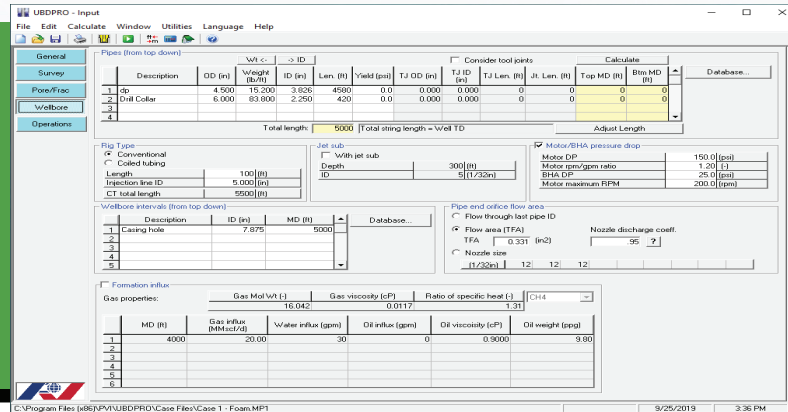 UBDPRO - Input
File Edit Calculate Window Utilities Language Help
General
Survey
Pore/Frac
Wellbore
Operations
Pipes (from top down)
Wt <- -> ID Consider tool joints Calculate
Description OD (in) Weight (lb/ft) ID (in) Len. (ft) Yield (psi) TJ OD (in) TJ ID (in) TJ Len. (ft) Jt. Len. (ft) Top MD (ft) Btm MD (ft) Database...
1 dp 4.500 15.200 3.826 4580 0.0 0.000 0.000 0 0 0 0
2 Drill Collar 6.000 83.800 2.250 420 0.0 0.000 0.000 0 0 0 0
3
4
Total length: 5000 Total string length = Well TD Adjust Length
Rig Type
Conventional
Coiled tubing
Length 100 (ft)
Injection line ID 5.000 (in)
CT total length 5500 (ft)
Jet sub
With jet sub
Depth 300 (ft)
ID 5 (1/32in)
Motor/BHA pressure drop
Motor DP 150.0 (psi)
Motor rpm/gpm ratio 1.20 (-)
BHA DP 25.0 (psi)
Motor maximum RPM 200.0 (rpm)
Wellbore intervals (from top down)
Description ID (in) MD (ft) Database...
1 Casing hole 7.875 5000
2
3
4
5
Pipe end orifice flow area
Flow through last pipe ID
Flow area (TFA) Nozzle discharge coeff.
TFA 0.331 (in2) .95 ?
Nozzle size
(1/32in) 12 12 12
Formation influx
Gas properties: Gas Mol Wt (-) Gas viscosity (cP) Ratio of specific heat (-) CH4
16.042 0.0117 1.31
MD (ft) Gas influx (MMscf/d) Water influx (gpm) Oil influx (gpm) Oil viscoisity (cP) Oil weight (ppg)
1 4000 20.00 30 0 0.9000 9.80
2
3
4
5
6
C:\Program Files (x86)\PVI\UBDPRO\Case Files\Case 1 - Foam.MP1 9/25/2019 3:36 PM